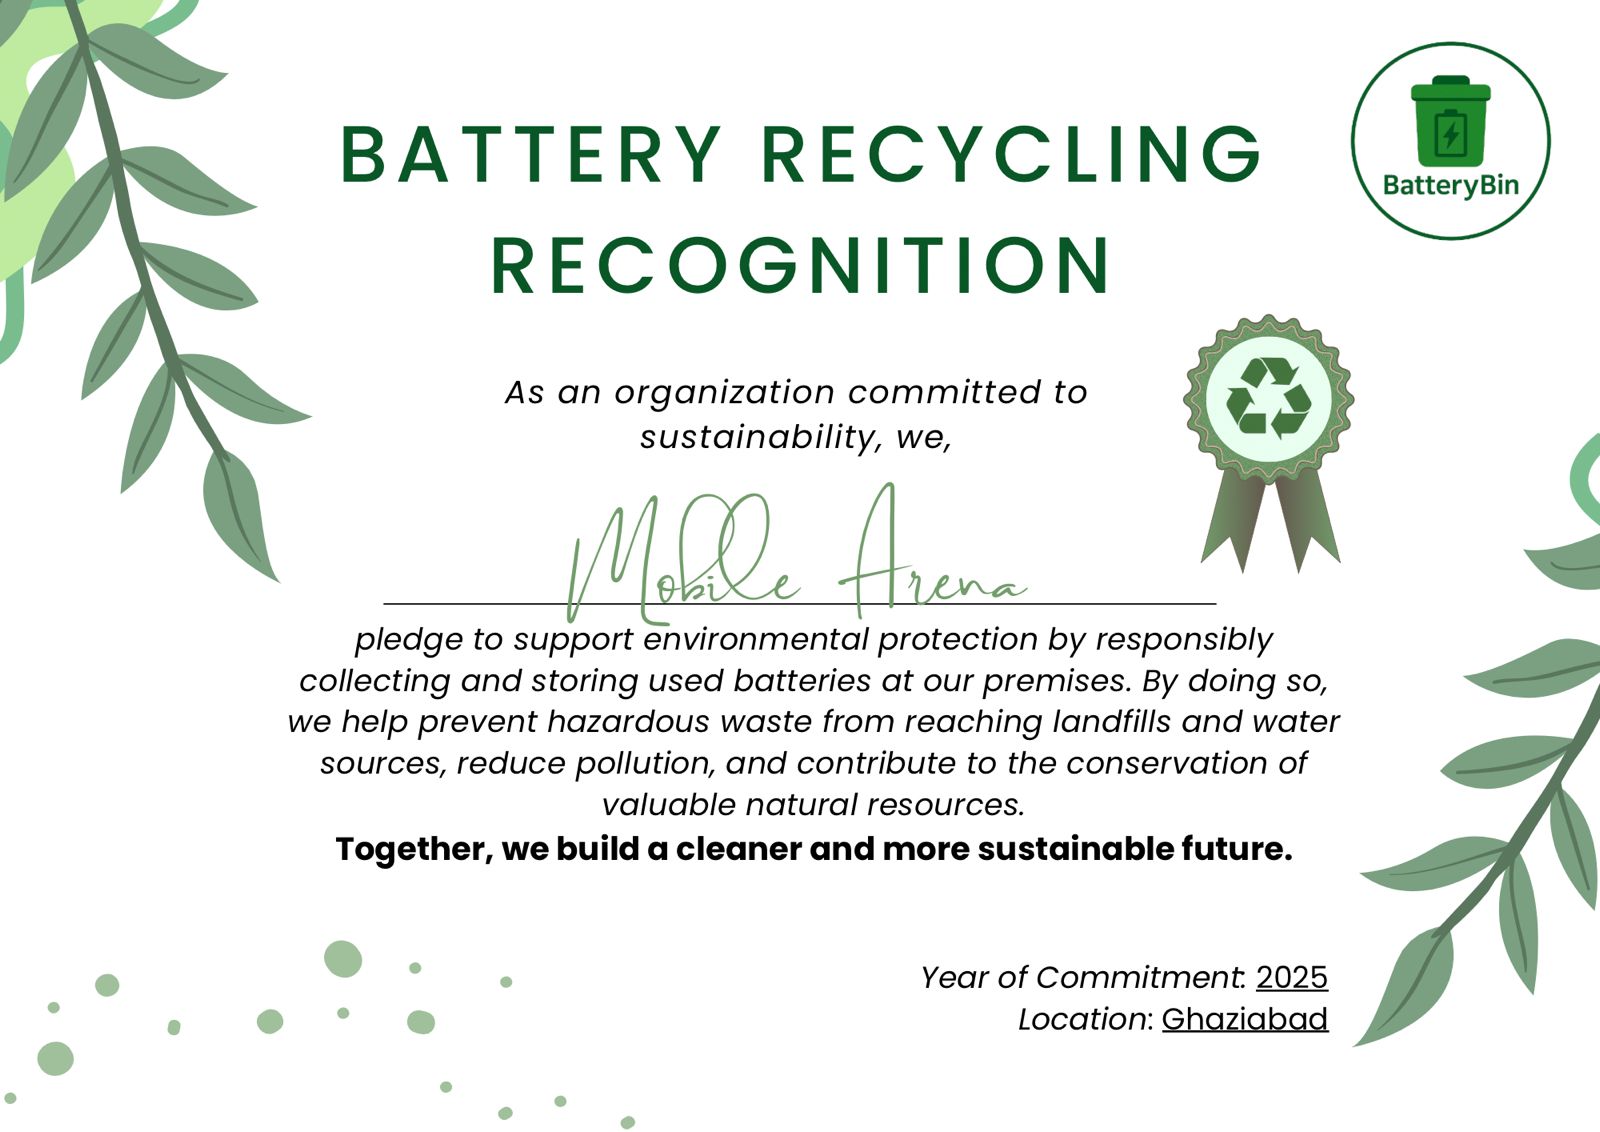 BATTERY RECYCLING
RECOGNITION
BatteryBin
As an organization committed to
sustainability, we,
Mobile Arena
pledge to support environmental protection by responsibly
collecting and storing used batteries at our premises. By doing so,
we help prevent hazardous waste from reaching landfills and water
sources, reduce pollution, and contribute to the conservation of
valuable natural resources.
Together, we build a cleaner and more sustainable future.
Year of Commitment: 2025
Location: Ghaziabad